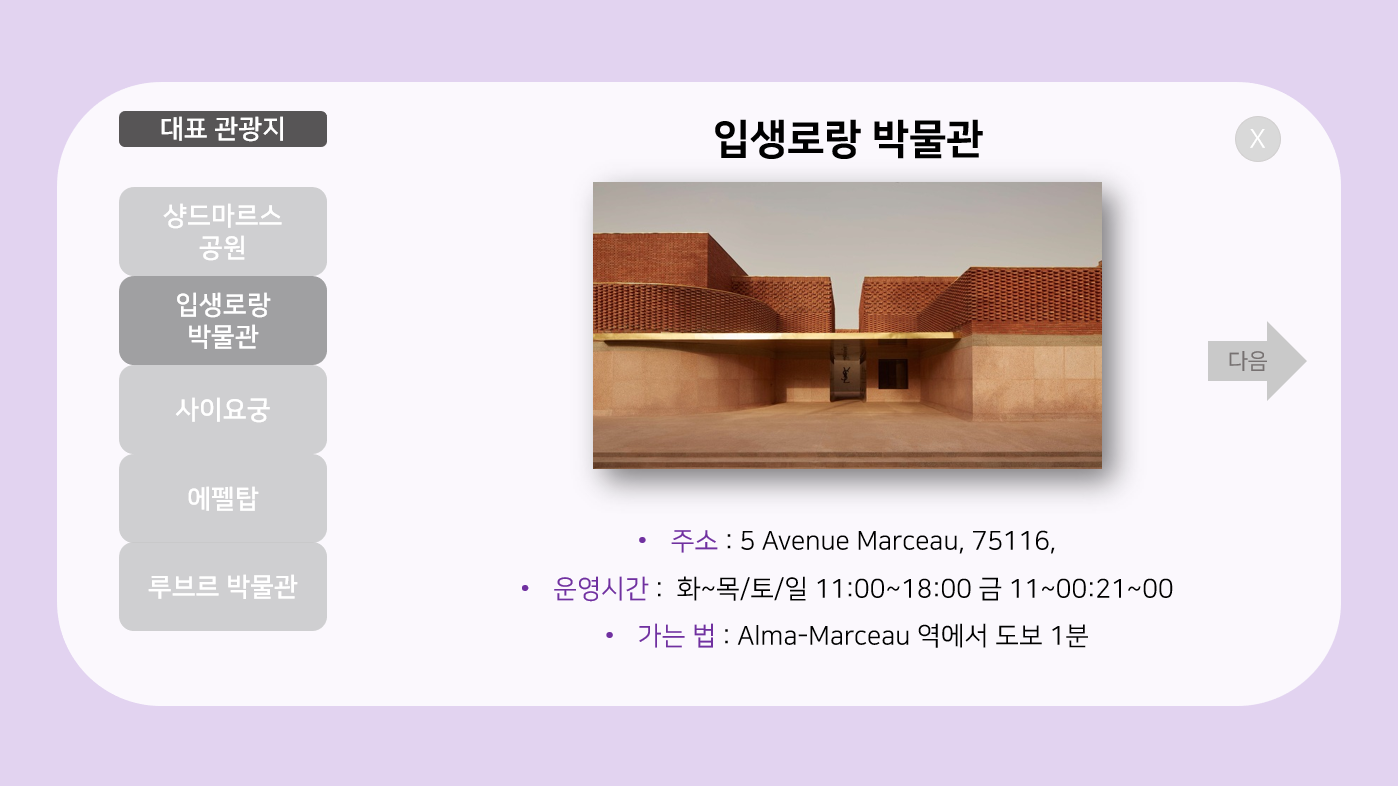 대표 관광지
샹드마르스
공원
입생로랑
박물관
사이요궁
에펠탑
루브르 박물관
입생로랑 박물관
X
다음
• 주소 : 5 Avenue Marceau, 75116,
• 운영시간 : 화~목/토/일 11:00~18:00 금 11~00:21~00
• 가는 법 : Alma-Marceau 역에서 도보 1분